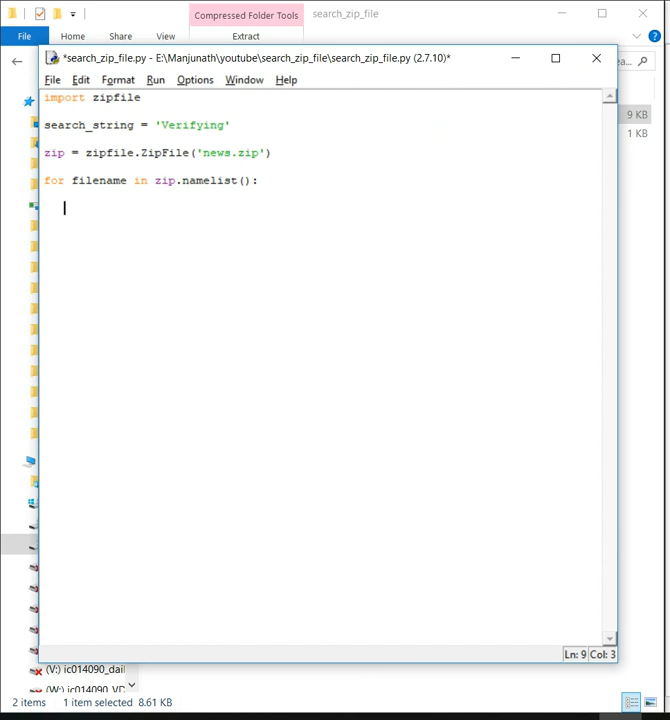 Compressed Folder Tools
search_zip_file
File
Home
Share
View
Extract
*search_zip_file.py - E:\Manjunath\youtube\search_zip_file\search_zip_file.py (2.7.10)*
File Edit Format Run Options Window Help
import zipfile
search_string = 'Verifying'
zip = zipfile.ZipFile('news.zip')
for filename in zip.namelist():
9 KB
1 KB
Ln: 9 Col: 3
(V:) ic014090_dail
2 items 1 item selected 8.61 KB